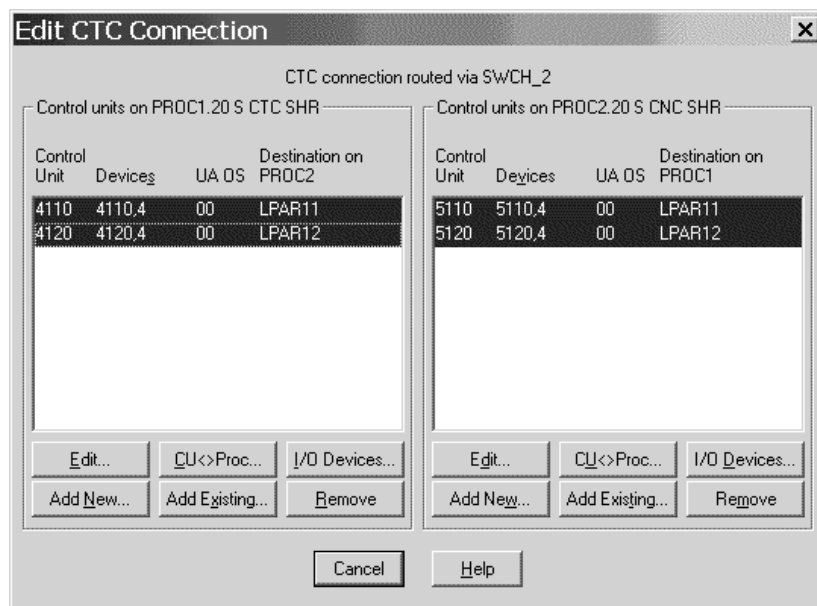 Edit CTC Connection
CTC connection routed via SWCH_2
Control units on PROC1.20 S CTC SHR
Control Unit Devices UA OS Destination on PROC2
4110 4110,4 00 LPAR11
4120 4120,4 00 LPAR12
Edit... CU<>Proc... I/O Devices...
Add New... Add Existing... Remove
Control units on PROC2.20 S CNC SHR
Control Unit Devices UA OS Destination on PROC1
5110 5110,4 00 LPAR11
5120 5120,4 00 LPAR12
Edit... CU<>Proc... I/O Devices...
Add New... Add Existing... Remove
Cancel Help